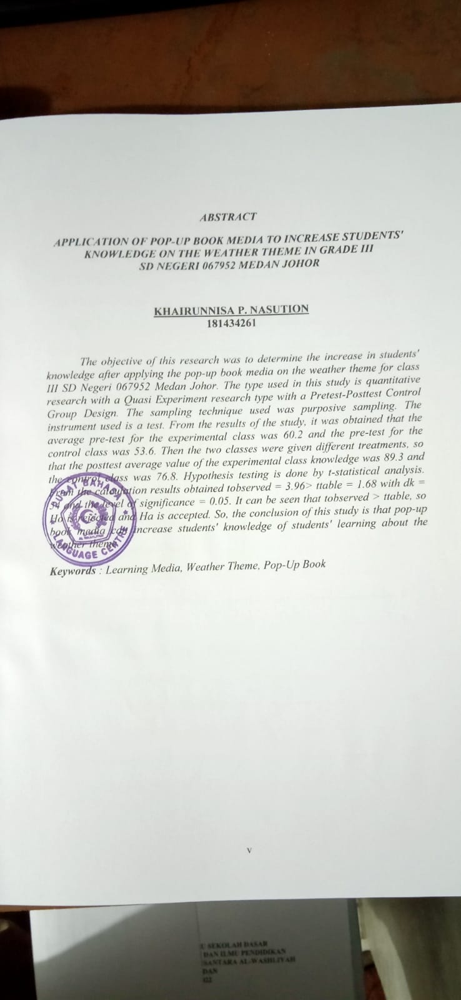 ABSTRACT
APPLICATION OF POP-UP BOOK MEDIA TO INCREASE STUDENTS'
KNOWLEDGE ON THE WEATHER THEME IN GRADE III
SD NEGERI 067952 MEDAN JOHOR
KHAIRUNNISA P. NASUTION
181434261
The objective of this research was to determine the increase in students'
knowledge after applying the pop-up book media on the weather theme for class
III SD Negeri 067952 Medan Johor. The type used in this study is quantitative
research with a Quasi Experiment research type with a Pretest-Posttest Control
Group Design. The sampling technique used was purposive sampling. The
instrument used is a test. From the results of the study, it was obtained that the
average pre-test for the experimental class was 60.2 and the pre-test for the
control class was 53.6. Then the two classes were given different treatments, so
that the posttest average value of the experimental class knowledge was 89.3 and
the control class was 76.8. Hypothesis testing is done by t-statistical analysis.
From the calculation results obtained tobserved = 3.96> ttable = 1.68 with dk =
and the level of significance = 0.05. It can be seen that tobserved > ttable, so
Ho is rejected and Ha is accepted. So, the conclusion of this study is that pop-up
book media can increase students' knowledge of students' learning about the
weather theme.
PUSAT BAHASA
LANGUAGE CENTRE
Keywords : Learning Media, Weather Theme, Pop-Up Book
v
SEKOLAH DASAR
DAN ILMU PENDIDIKAN
SANTARA AL-WASHLIYAH
DAN